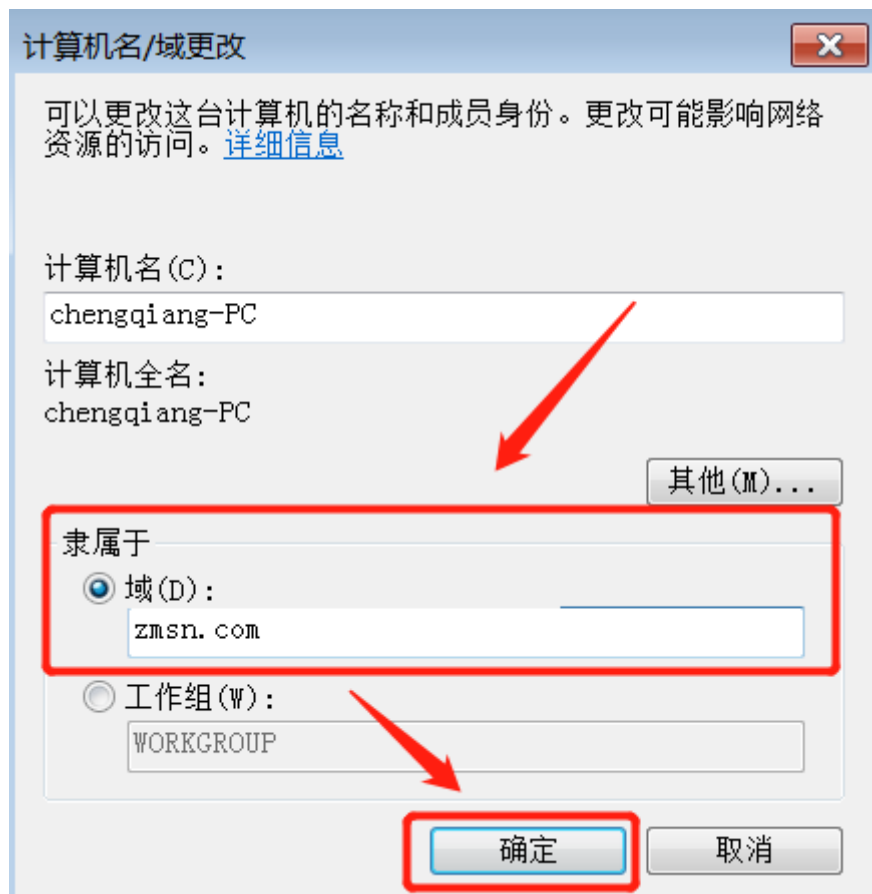 计算机名/域更改
可以更改这台计算机的名称和成员身份。更改可能影响网络
资源的访问。详细信息
计算机名(C):
chengqiang-PC
计算机全名:
chengqiang-PC
其他(M)...
隶属于
域(D):
zmsn.com
工作组(W):
WORKGROUP
确定
取消